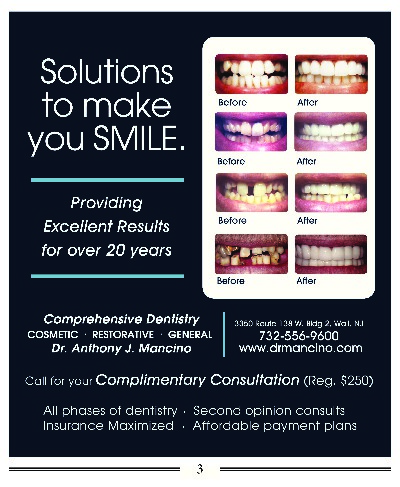 Solutions
to make
you SMILE.
Providing
Excellent Results
for over 20 years
Before After
Before After
Before After
Before After
Comprehensive Dentistry
COSMETIC · RESTORATIVE · GENERAL
Dr. Anthony J. Mancino
3350 Route 138 W. Bldg 2, Wall, NJ
732-556-9600
www.drmancino.com
Call for your Complimentary Consultation (Reg. $250)
All phases of dentistry · Second opinion consults
Insurance Maximized · Affordable payment plans
3